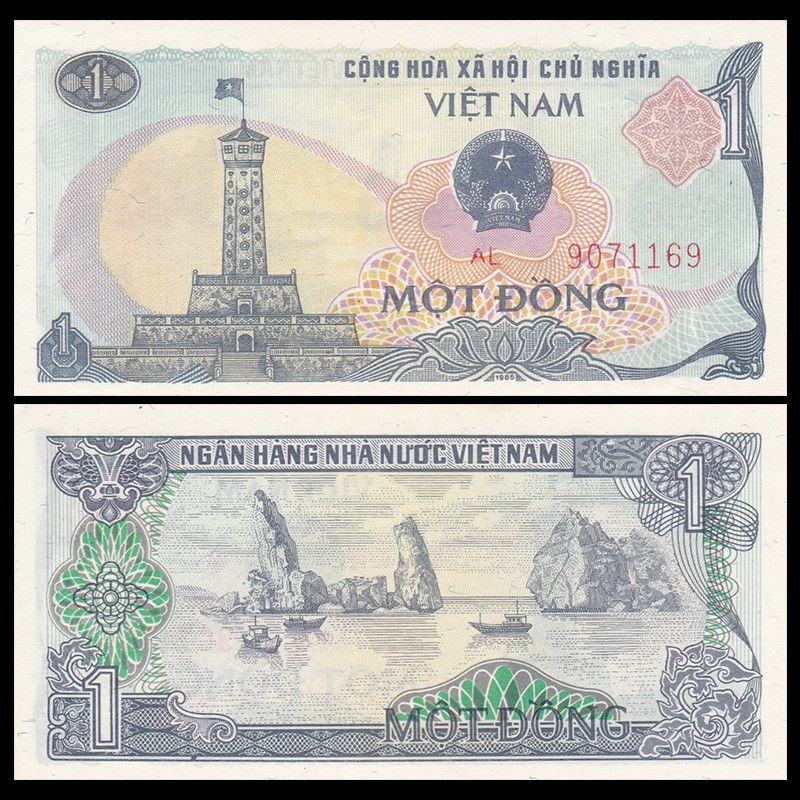 1
CỘNG HÒA XÃ HỘI CHỦ NGHĨA
VIỆT NAM
1
VIỆT NAM
AL 9071169
MỘT ĐỒNG
1
1985
NGÂN HÀNG NHÀ NƯỚC VIỆT NAM
1
1
MỘT ĐỒNG